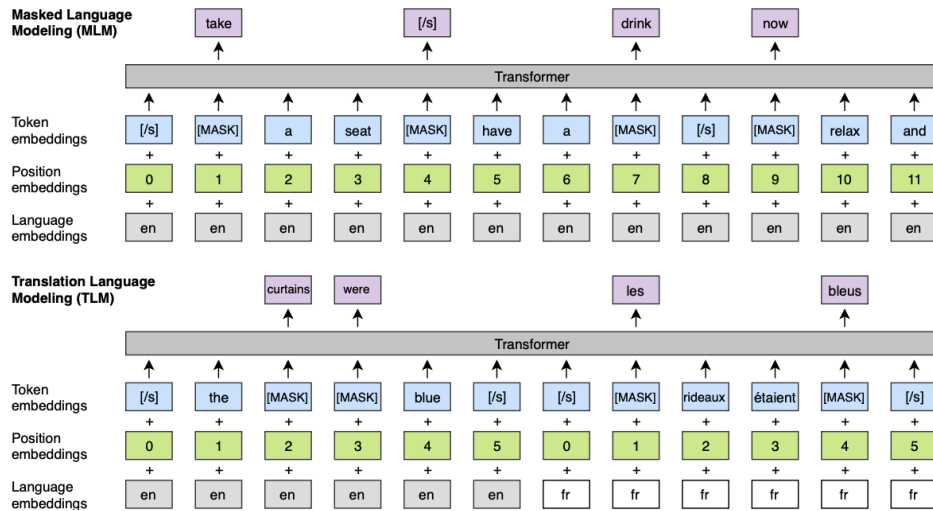 Masked Language
Modeling (MLM)
take [/s] drink now
Transformer
Token
embeddings
[/s] [MASK] a seat [MASK] have a [MASK] [/s] [MASK] relax and
+ + + + + + + + + + + +
Position
embeddings
0 1 2 3 4 5 6 7 8 9 10 11
+ + + + + + + + + + + +
Language
embeddings
en en en en en en en en en en en en
Translation Language
Modeling (TLM)
curtains were les bleus
Transformer
Token
embeddings
[/s] the [MASK] [MASK] blue [/s] [/s] [MASK] rideaux étaient [MASK] [/s]
+ + + + + + + + + + + +
Position
embeddings
0 1 2 3 4 5 0 1 2 3 4 5
+ + + + + + + + + + + +
Language
embeddings
en en en en en en fr fr fr fr fr fr